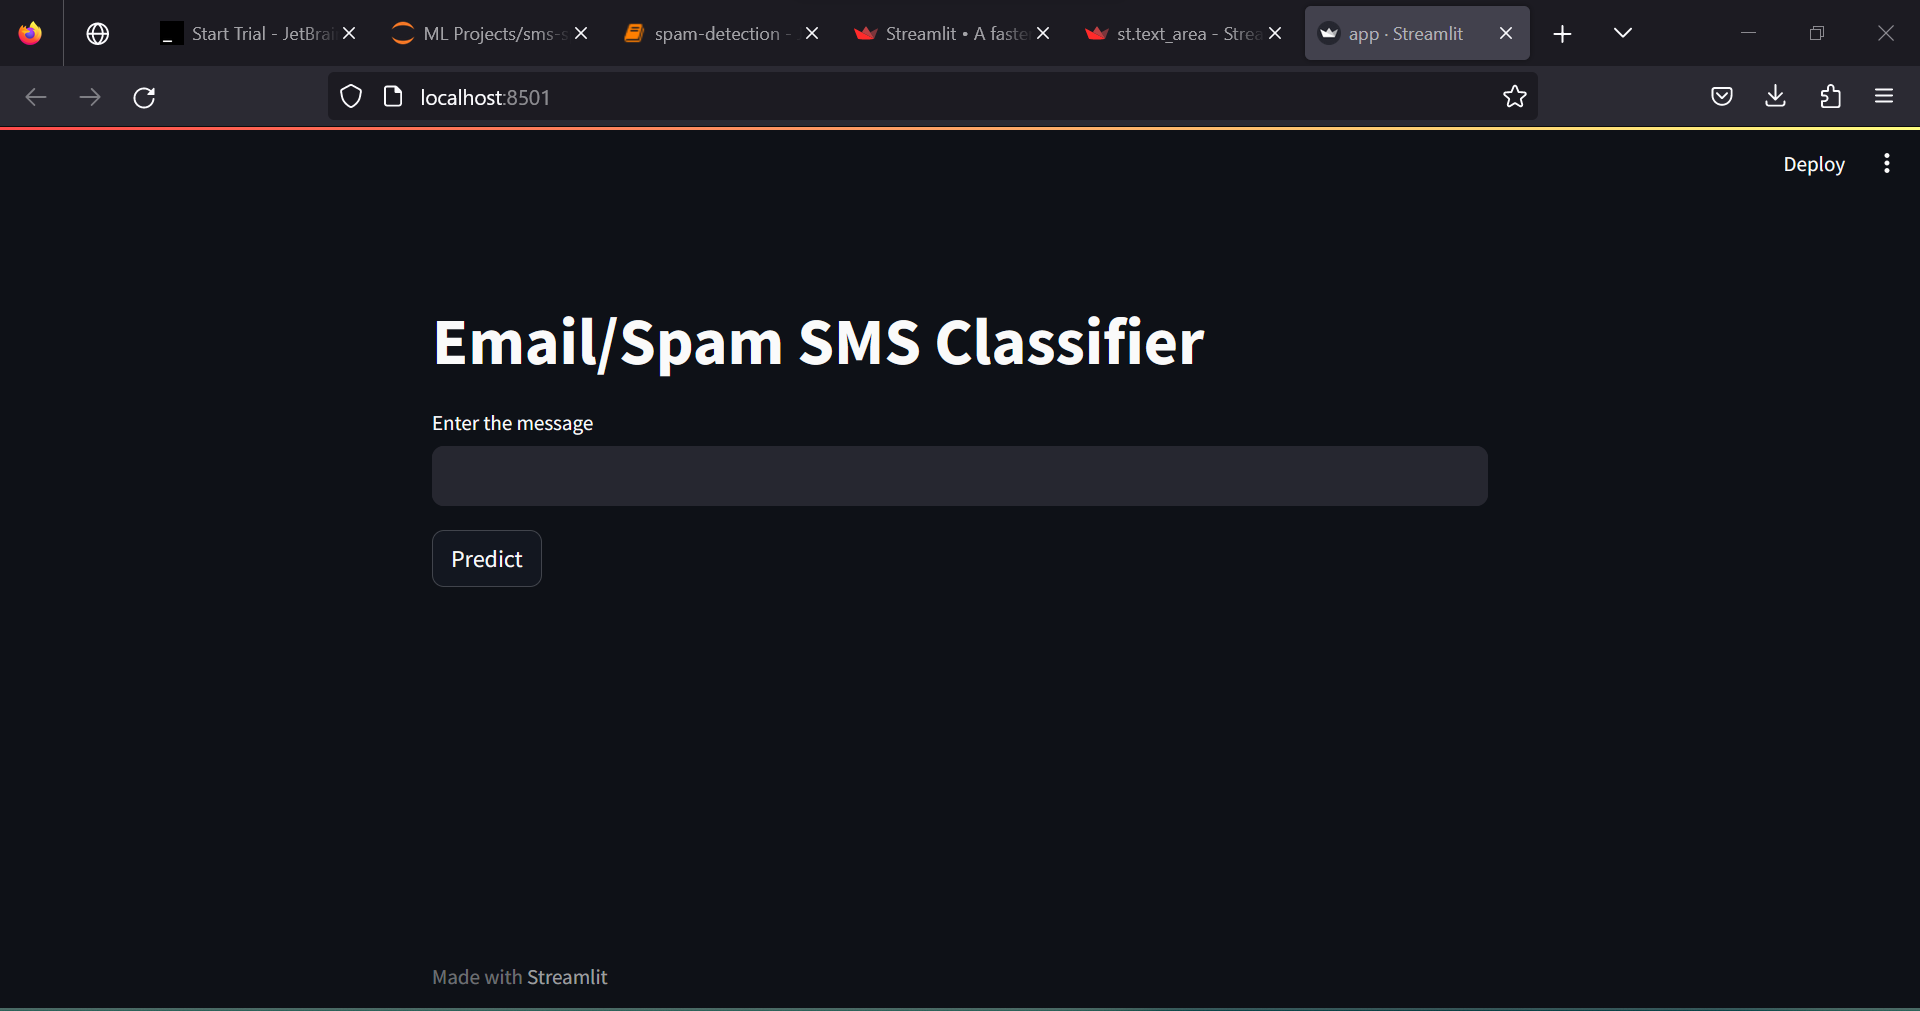 Start Trial - JetBrai
ML Projects/sms-s
spam-detection -
Streamlit • A faste
st.text_area - Strea
app · Streamlit
localhost:8501
Deploy
Email/Spam SMS Classifier
Enter the message
Predict
Made with Streamlit